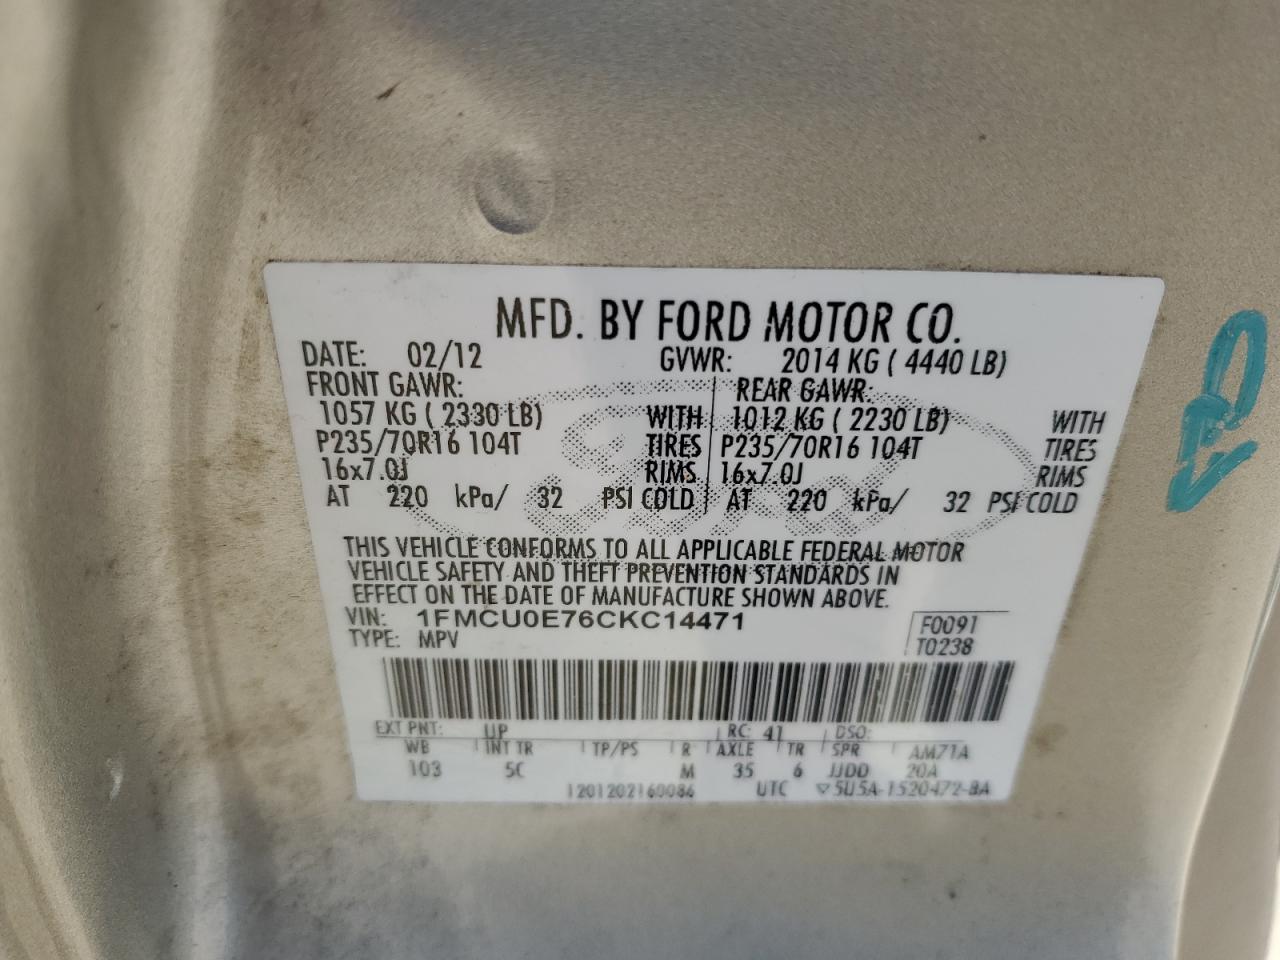 MFD. BY FORD MOTOR CO.
DATE: 02/12 GVWR: 2014 KG ( 4440 LB)
FRONT GAWR: REAR GAWR:
1057 KG ( 2330 LB) WITH 1012 KG ( 2230 LB) WITH
P235/70R16 104T TIRES P235/70R16 104T TIRES
16x7.0J RIMS 16x7.0J RIMS
AT 220 kPa/ 32 PSI COLD AT 220 kPa/ 32 PSI COLD
THIS VEHICLE CONFORMS TO ALL APPLICABLE FEDERAL MOTOR
VEHICLE SAFETY AND THEFT PREVENTION STANDARDS IN
EFFECT ON THE DATE OF MANUFACTURE SHOWN ABOVE.
VIN: 1FMCU0E76CKC14471 F0091
TYPE: MPV T0238
EXT PNT: UP RC: 41 DSO:
WB INT TR TP/PS R AXLE TR SPR AM71A
103 5C M 35 6 JJDD 20A
1201202160086 UTC ▽5U5A-1520472-BA
Ford